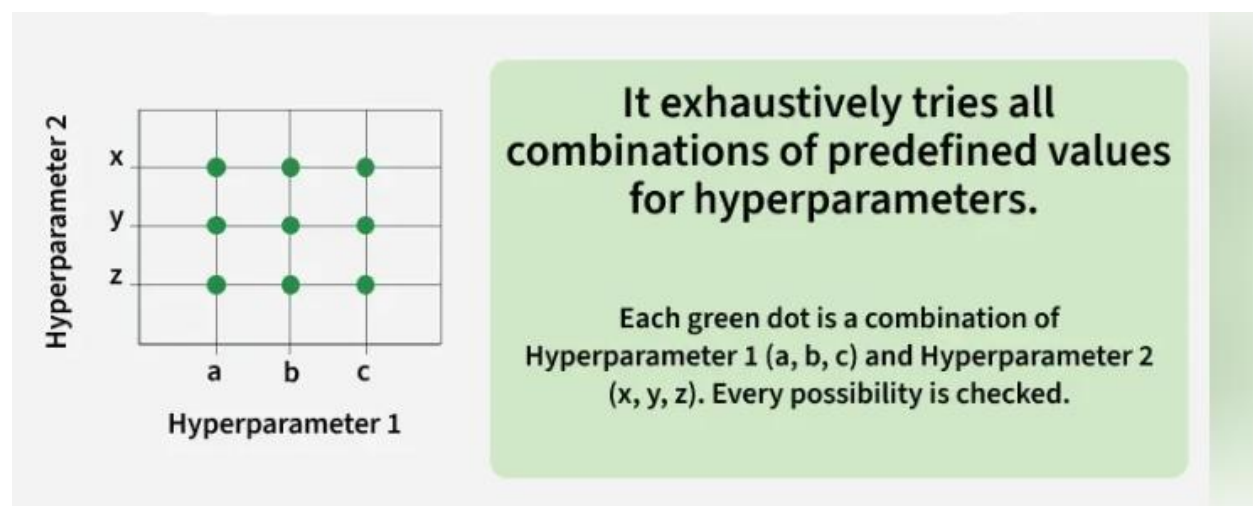 Hyperparameter 2
x
y
z
a b c
Hyperparameter 1
It exhaustively tries all
combinations of predefined values
for hyperparameters.
Each green dot is a combination of
Hyperparameter 1 (a, b, c) and Hyperparameter 2
(x, y, z). Every possibility is checked.